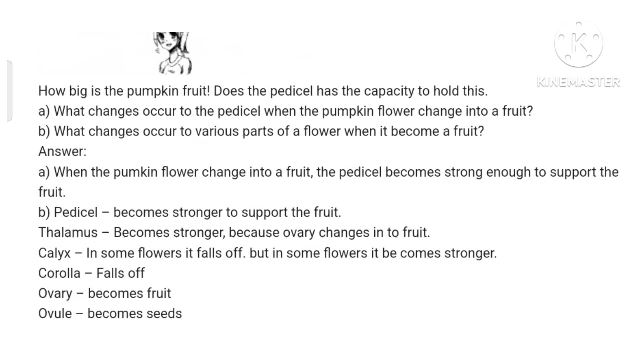 KINEMASTER
How big is the pumpkin fruit! Does the pedicel has the capacity to hold this.
a) What changes occur to the pedicel when the pumpkin flower change into a fruit?
b) What changes occur to various parts of a flower when it become a fruit?
Answer:
a) When the pumkin flower change into a fruit, the pedicel becomes strong enough to support the
fruit.
b) Pedicel – becomes stronger to support the fruit.
Thalamus – Becomes stronger, because ovary changes in to fruit.
Calyx – In some flowers it falls off. but in some flowers it be comes stronger.
Corolla – Falls off
Ovary – becomes fruit
Ovule – becomes seeds